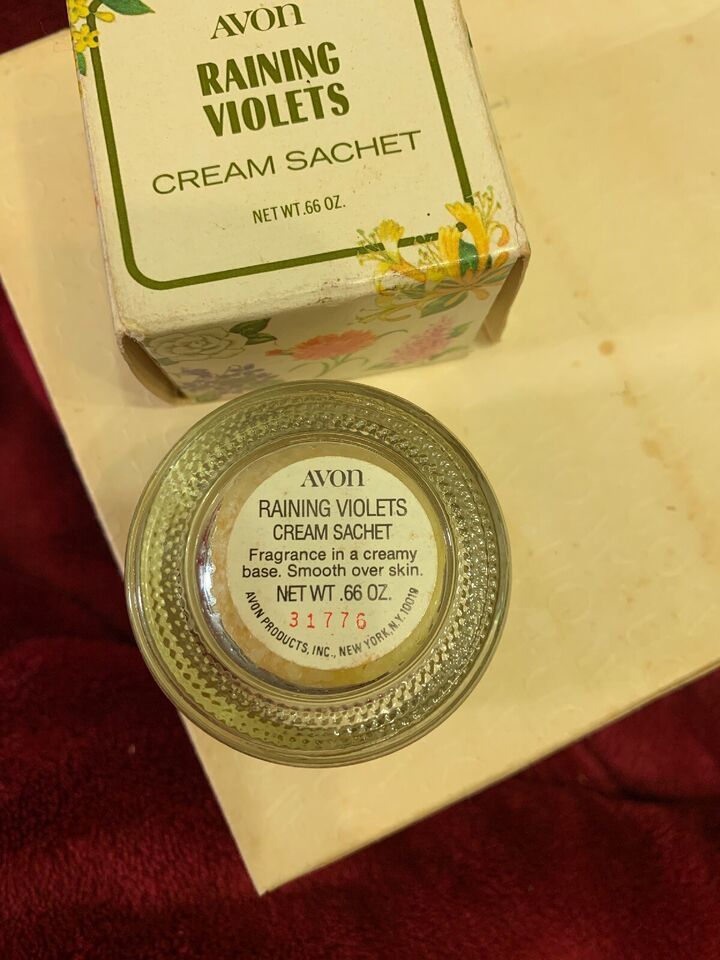 AVON
RAINING
VIOLETS
CREAM SACHET
NET WT .66 OZ.
AVON
RAINING VIOLETS
CREAM SACHET
Fragrance in a creamy
base. Smooth over skin.
NET WT .66 OZ.
31776
AVON PRODUCTS, INC., NEW YORK, N.Y. 10019